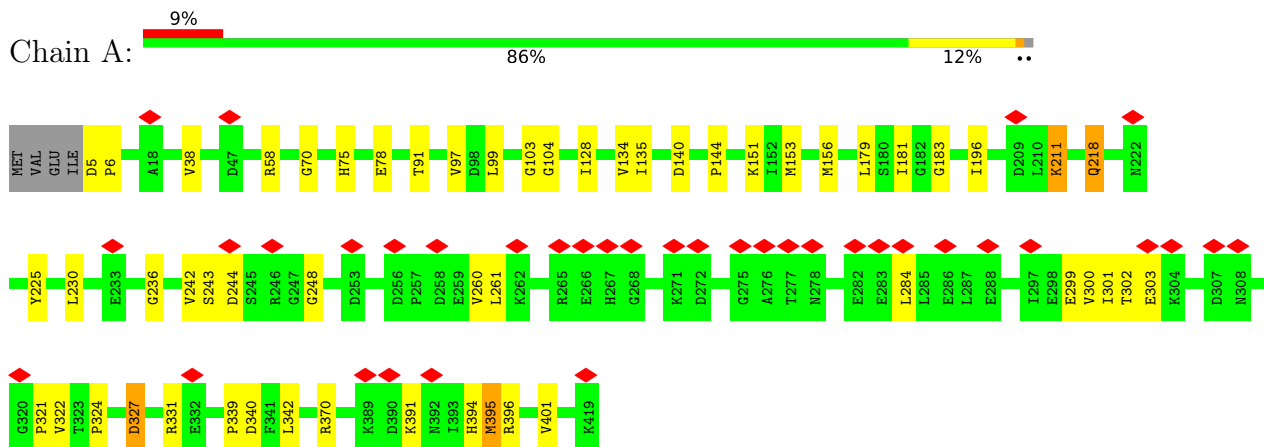 9%
Chain A:
86% 12% ••
MET VAL GLU ILE D5 P6 A18 V38 D47 R58 G70 H75 E78 T91 V97 D98 L99 G103 G104 I128 V134 I135 D140 P144 K151 I152 M153 M156 L179 S180 I181 G182 G183 I196 D209 L210 K211 Q218 N222
Y225 L230 E233 G236 V242 S243 D244 S245 R246 G247 G248 D253 D256 P257 D258 E259 V260 L261 K262 R265 E266 H267 G268 K271 D272 G275 A276 T277 N278 E282 E283 L284 L285 E286 L287 E288 I297 E298 E299 V300 I301 T302 E303 K304 D307 N308
G320 P321 V322 T323 P324 D327 R331 E332 P339 D340 F341 L342 R370 K389 D390 K391 N392 I393 H394 M395 R396 V401 K419